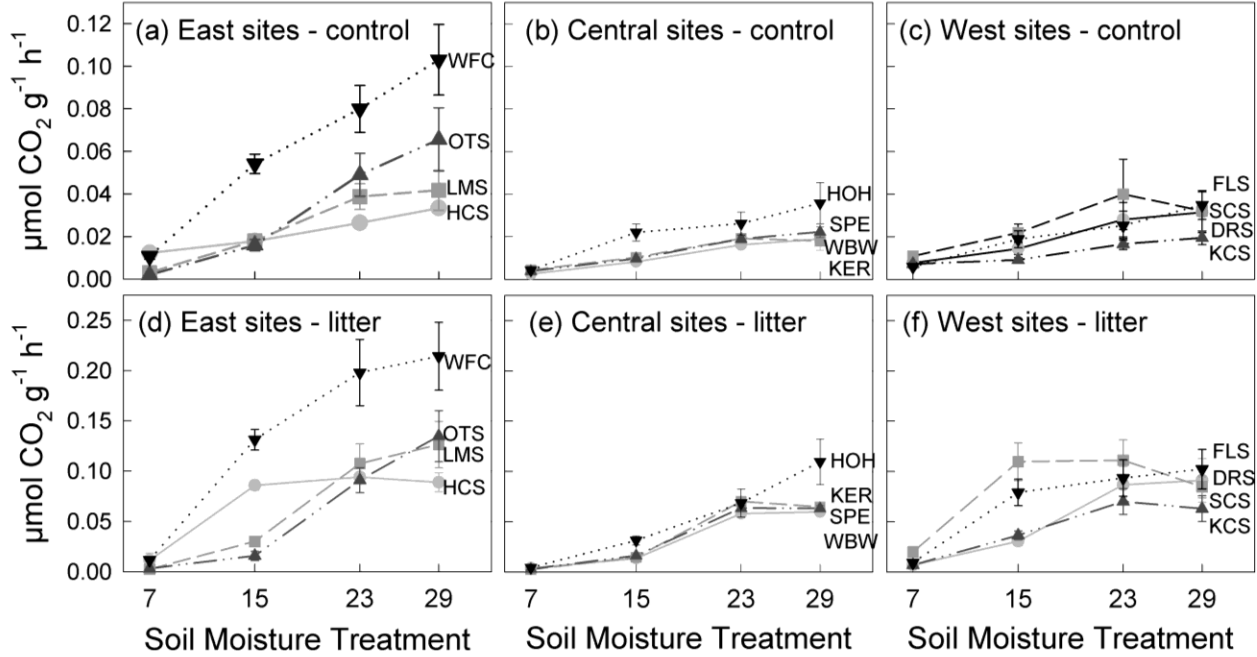 (a) East sites - control
(b) Central sites - control
(c) West sites - control
µmol CO2 g-1 h-1
0.12
0.10
0.08
0.06
0.04
0.02
0.00
WFC
OTS
LMS
HCS
HOH
SPE
WBW
KER
FLS
SCS
DRS
KCS
(d) East sites - litter
(e) Central sites - litter
(f) West sites - litter
µmol CO2 g-1 h-1
0.25
0.20
0.15
0.10
0.05
0.00
WFC
OTS
LMS
HCS
HOH
KER
SPE
WBW
FLS
DRS
SCS
KCS
7 15 23 29
7 15 23 29
7 15 23 29
Soil Moisture Treatment
Soil Moisture Treatment
Soil Moisture Treatment